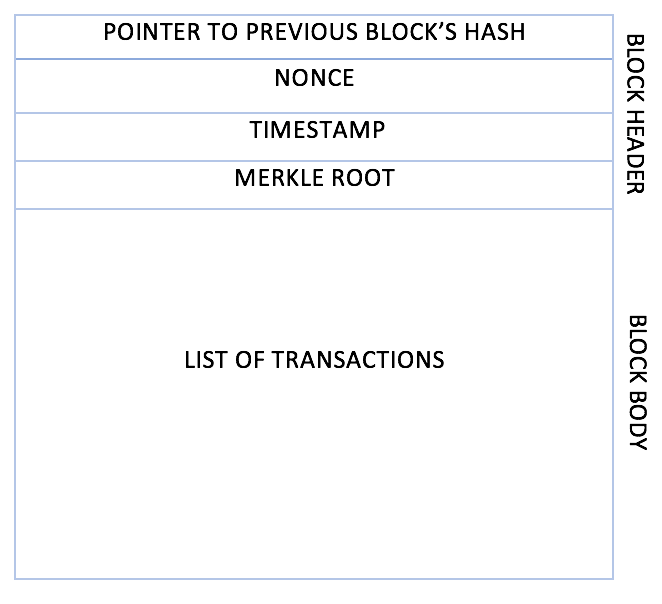 POINTER TO PREVIOUS BLOCK’S HASH
NONCE
TIMESTAMP
MERKLE ROOT
BLOCK HEADER
LIST OF TRANSACTIONS
BLOCK BODY